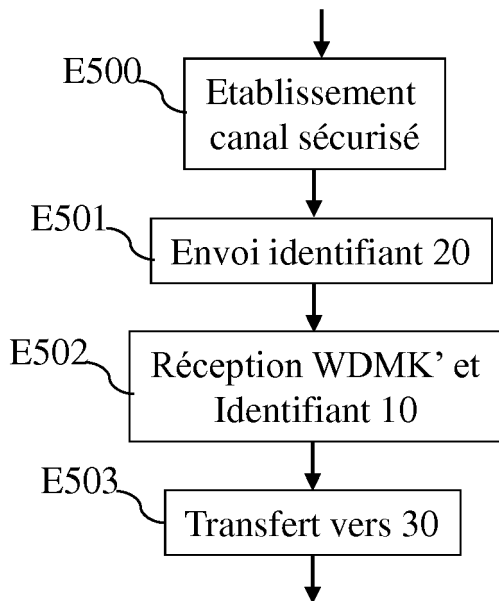 E500
Etablissement
canal sécurisé
E501
Envoi identifiant 20
E502
Réception WDMK’ et
Identifiant 10
E503
Transfert vers 30